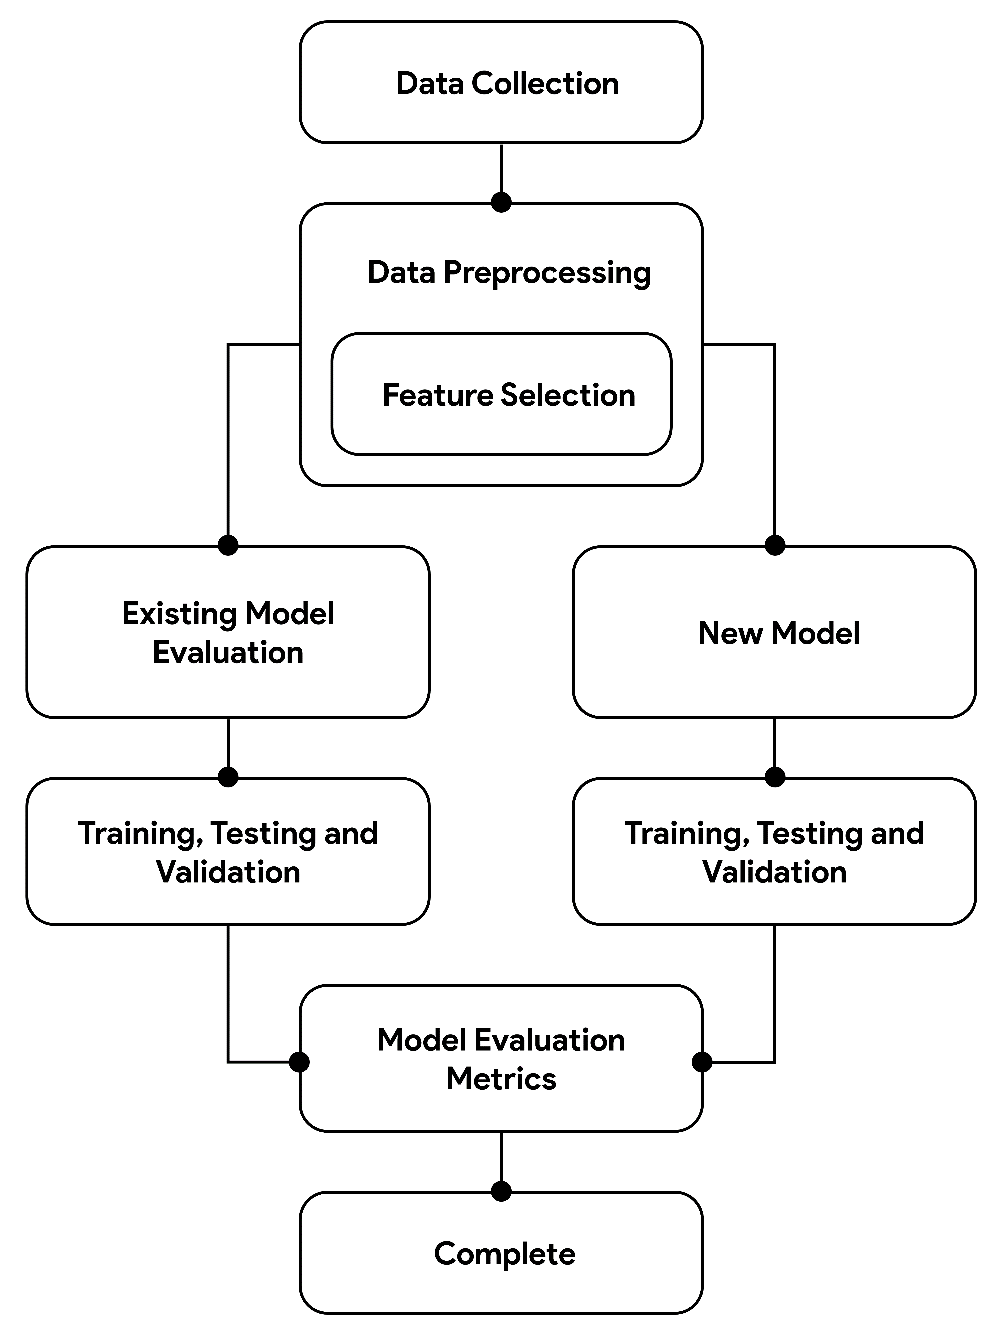 Data Collection
Data Preprocessing
Feature Selection
Existing Model
Evaluation
New Model
Training, Testing and
Validation
Training, Testing and
Validation
Model Evaluation
Metrics
Complete